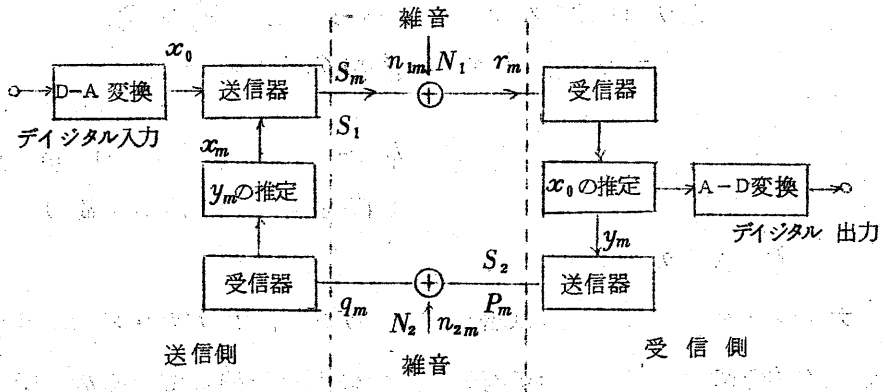 雑音
x₀
n₁ₘ N₁
rₘ
Sₘ
D-A 変換
送信器
受信器
デイジタル入力
S₁
xₘ
yₘの推定
x₀の推定
A-D変換
デイジタル 出力
yₘ
S₂
受信器
送信器
qₘ
Pₘ
N₂
n₂ₘ
送信側
雑音
受信側